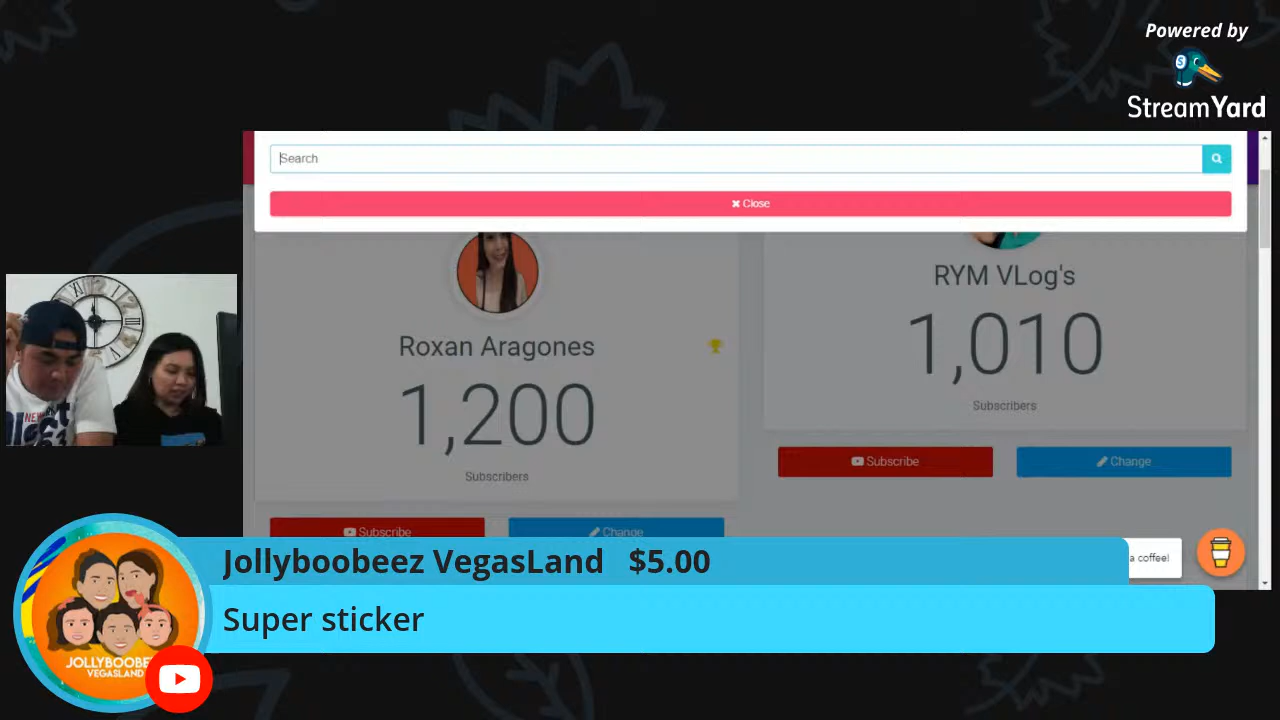 Powered by
StreamYard
Search
Close
Roxan Aragones
1,200
Subscribers
Subscribe
Change
RYM VLog's
1,010
Subscribers
Subscribe
Change
a coffee!
Jollyboobeez VegasLand $5.00
Super sticker
VEGASLAND